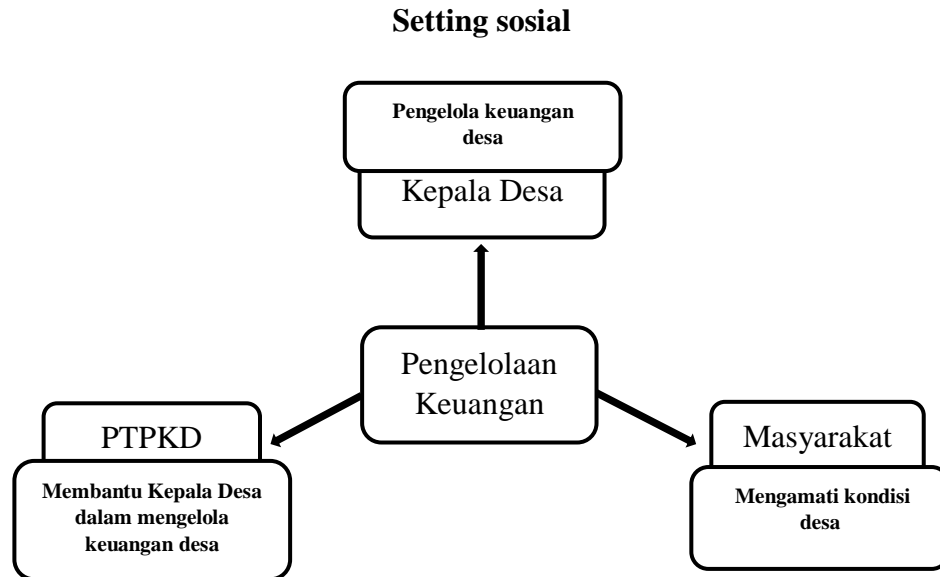 Setting sosial
Pengelola keuangan
desa
Kepala Desa
Pengelolaan
Keuangan
PTPKD
Membantu Kepala Desa
dalam mengelola
keuangan desa
Masyarakat
Mengamati kondisi
desa